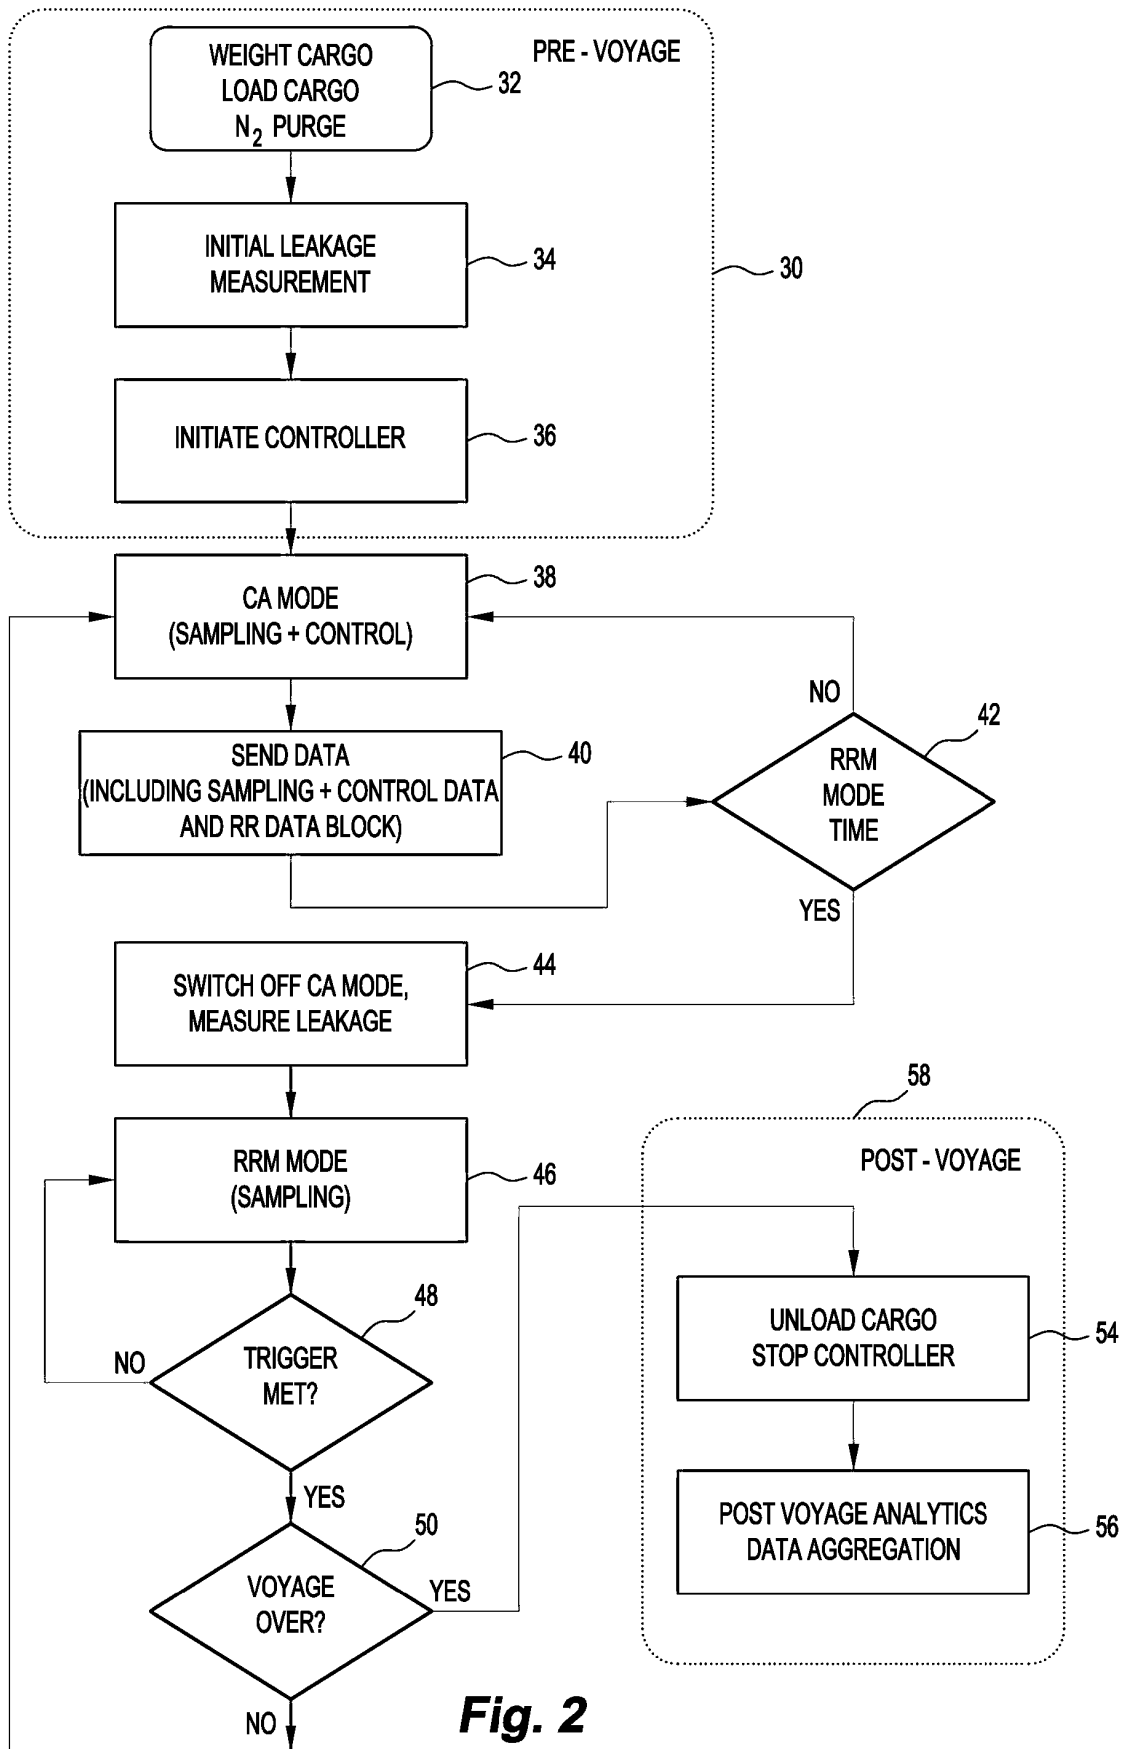 PRE - VOYAGE
WEIGHT CARGO
LOAD CARGO
N2 PURGE
32
INITIAL LEAKAGE
MEASUREMENT
34
30
INITIATE CONTROLLER
36
CA MODE
(SAMPLING + CONTROL)
38
NO
42
RRM
MODE
TIME
SEND DATA
(INCLUDING SAMPLING + CONTROL DATA
AND RR DATA BLOCK)
40
YES
SWITCH OFF CA MODE,
MEASURE LEAKAGE
44
RRM MODE
(SAMPLING)
46
48
NO
TRIGGER
MET?
YES
50
VOYAGE
OVER?
YES
NO
58
POST - VOYAGE
UNLOAD CARGO
STOP CONTROLLER
54
POST VOYAGE ANALYTICS
DATA AGGREGATION
56
Fig. 2